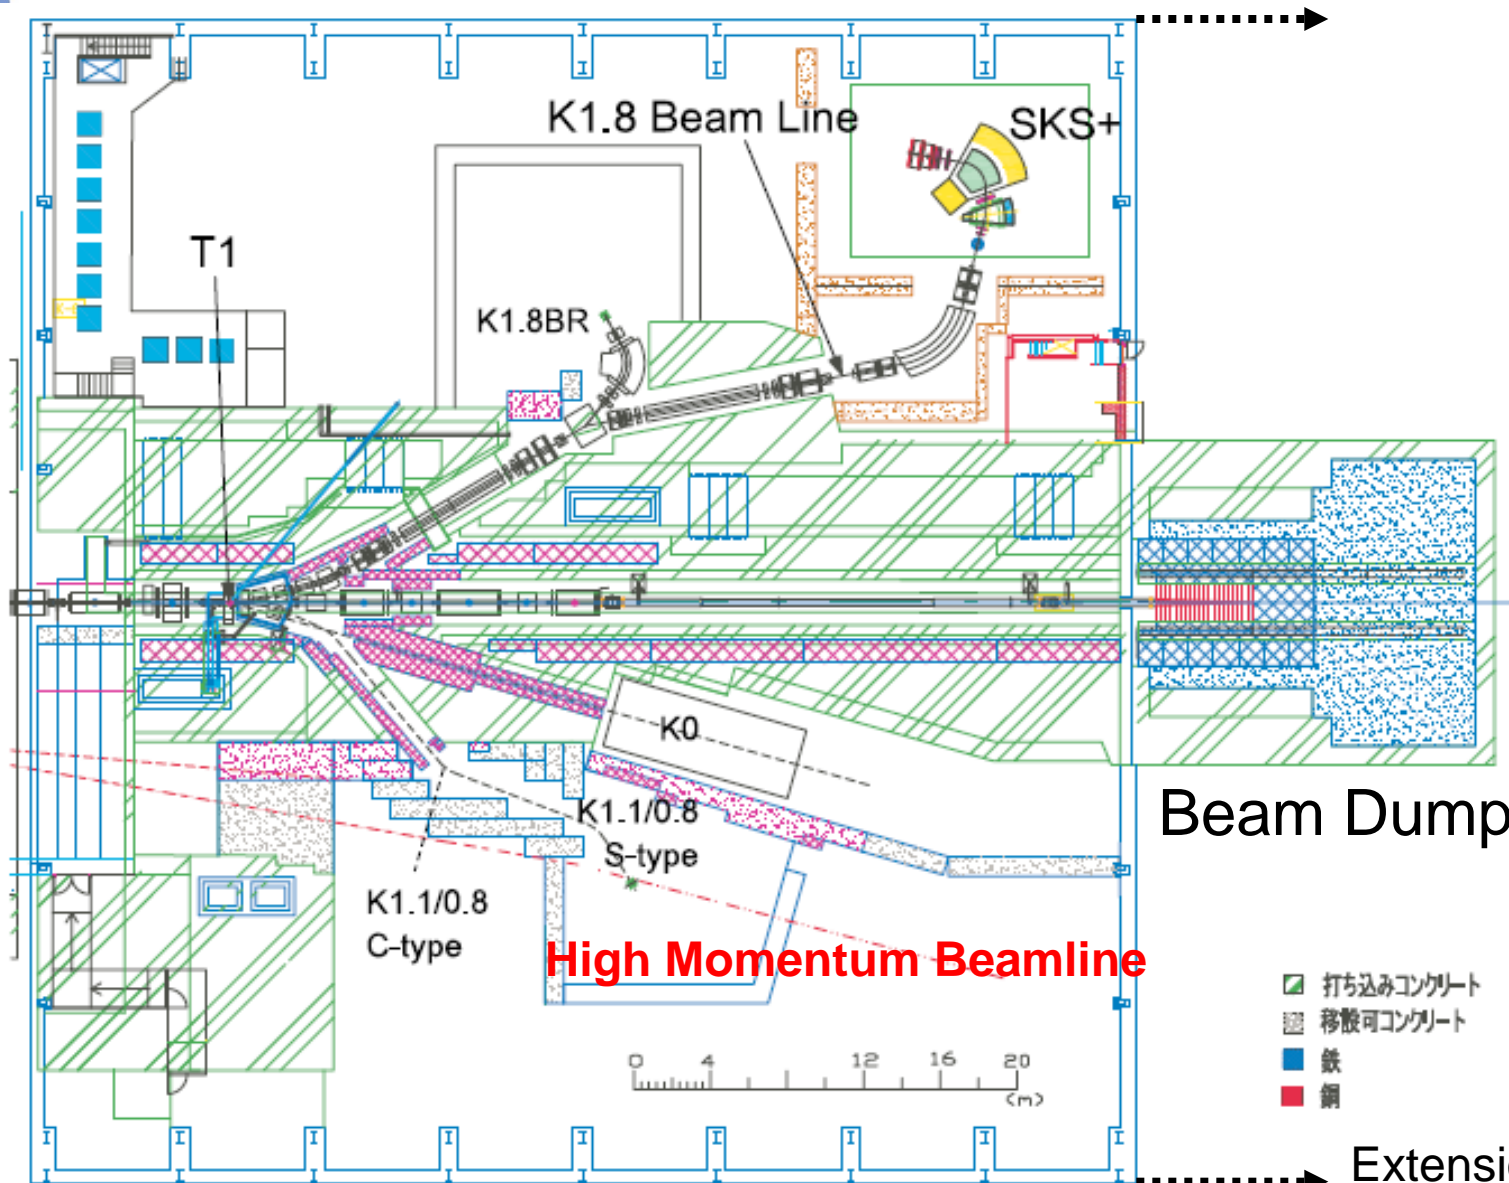 K1.8 Beam Line
SKS+
T1
K1.8BR
K0
K1.1/0.8
S-type
K1.1/0.8
C-type
Beam Dump
High Momentum Beamline
打ち込みコンクリート
移設可コンクリート
鉄
銅
0 4 12 16 20
(m)
Extensi